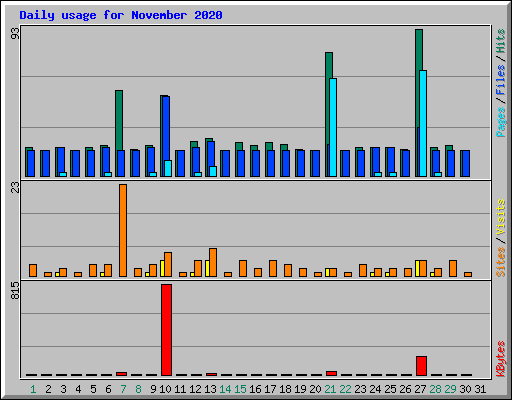 Daily usage for November 2020
93
Pages / Files / Hits
23
Sites / Visits
815
KBytes
1 2 3 4 5 6 7 8 9 10 11 12 13 14 15 16 17 18 19 20 21 22 23 24 25 26 27 28 29 30 31